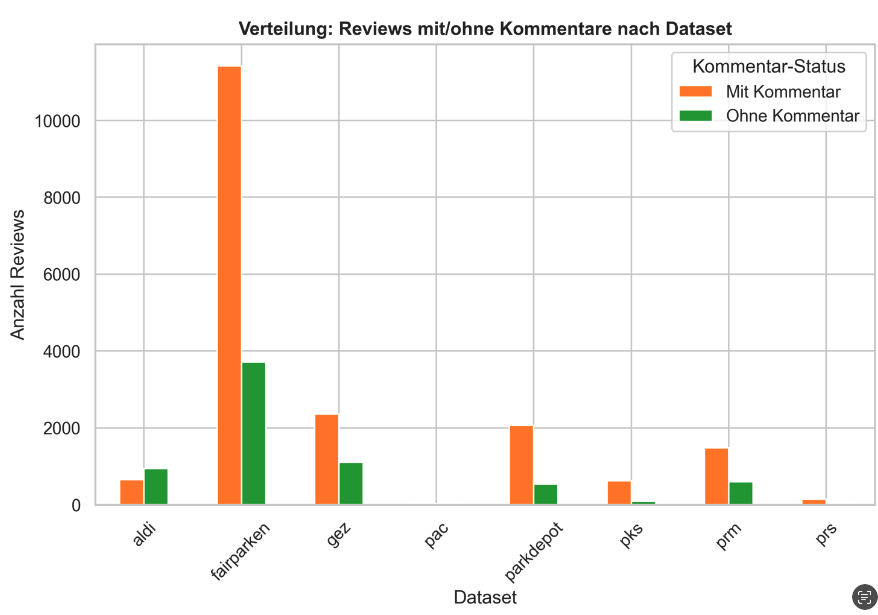 Verteilung: Reviews mit/ohne Kommentare nach Dataset
Kommentar-Status
Mit Kommentar
Ohne Kommentar
Anzahl Reviews
10000
8000
6000
4000
2000
0
aldi
fairparken
gez
pac
parkdepot
pks
prm
prs
Dataset